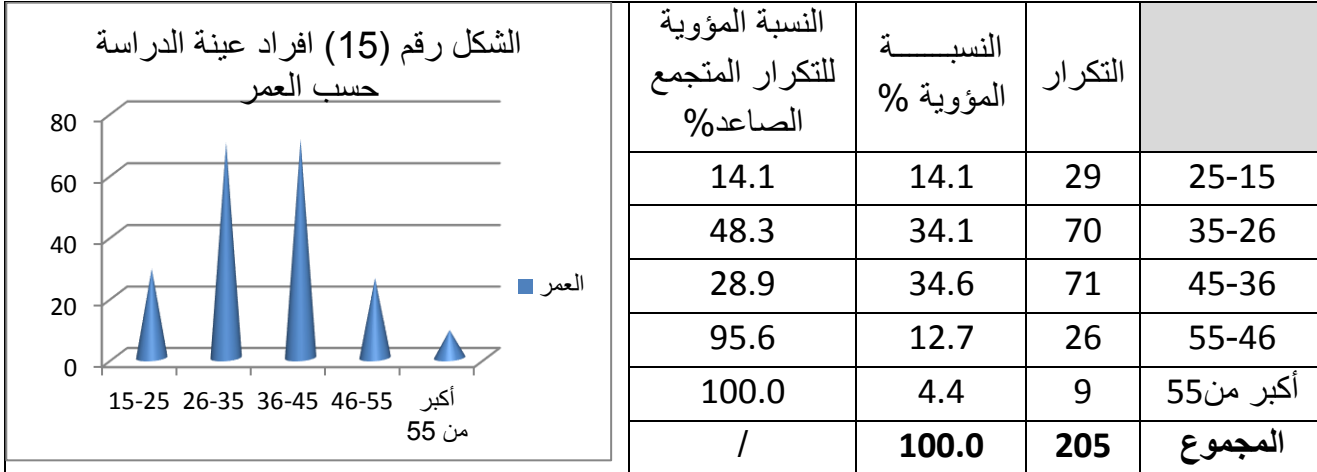 الشكل رقم (15) افراد عينة الدراسة
حسب العمر
80
60
40
20
0
15-25 26-35 36-45 46-55 أكبر
من 55
العمر
التكرار
النسبـــــــة
المؤوية %
النسبة المؤوية
للتكرار المتجمع
الصاعد%
25-15 29 14.1 14.1
35-26 70 34.1 48.3
45-36 71 34.6 28.9
55-46 26 12.7 95.6
أكبر من55 9 4.4 100.0
المجموع 205 100.0 /